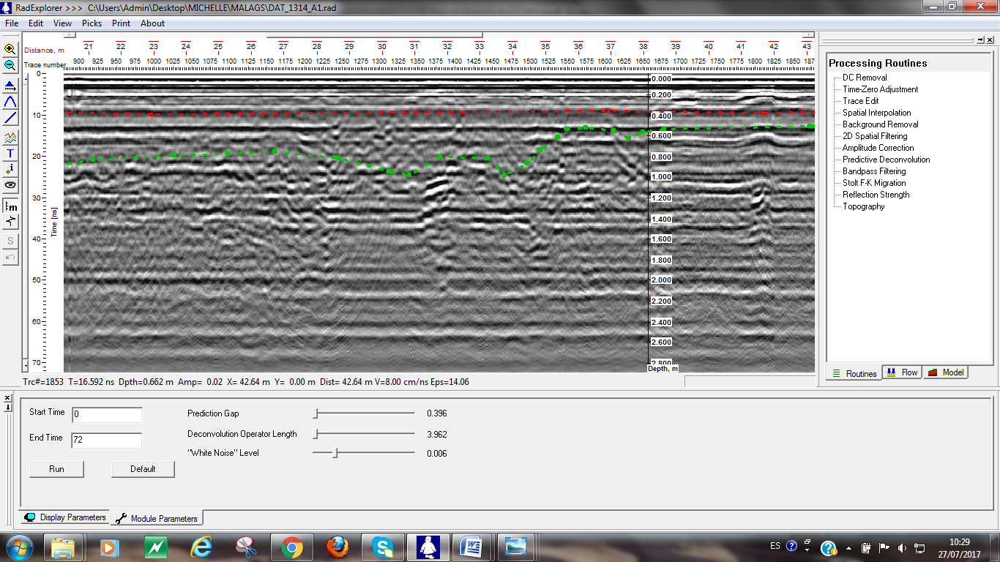 RadExplorer >>> C:\Users\Admin\Desktop\MICHELLE\MALAGS\DAT_1314_A1.rad
File Edit View Picks Print About
Distance, m 21 22 23 24 25 26 27 28 29 30 31 32 33 34 35 36 37 38 39 40 41 42 43
Trace number 900 925 950 975 1000 1025 1050 1075 1100 1125 1150 1175 1200 1225 1250 1275 1300 1325 1350 1375 1400 1425 1450 1475 1500 1525 1550 1575 1600 1625 1650 1675 1700 1725 1750 1775 1800 1825 1850 187
Time [ns]
0
10
20
30
40
50
60
70
0.000
0.200
0.400
0.600
0.800
1.000
1.200
1.400
1.600
1.800
2.000
2.200
2.400
2.600
2.800
Depth, m
Trc#=1853 T=16.592 ns Dpth=0.662 m Amp= 0.02 X= 42.64 m Y= 0.00 m Dist= 42.64 m V=8.00 cm/ns Eps=14.06
Processing Routines
DC Removal
Time-Zero Adjustment
Trace Edit
Spatial Interpolation
Background Removal
2D Spatial Filtering
Amplitude Correction
Predictive Deconvolution
Bandpass Filtering
Stolt F-K Migration
Reflection Strength
Topography
Routines Flow Model
Start Time 0
End Time 72
Run Default
Prediction Gap 0.396
Deconvolution Operator Length 3.962
"White Noise" Level 0.006
Display Parameters Module Parameters
ES
10:29
27/07/2017